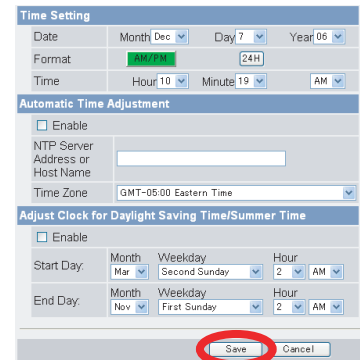 Time Setting
Date Month Dec Day 7 Year 06
Format AM/PM 24H
Time Hour 10 Minute 19 AM
Automatic Time Adjustment
Enable
NTP Server
Address or
Host Name
Time Zone GMT-05:00 Eastern Time
Adjust Clock for Daylight Saving Time/Summer Time
Enable
Month Weekday Hour
Start Day: Mar Second Sunday 2 AM
Month Weekday Hour
End Day: Nov First Sunday 2 AM
Save Cancel